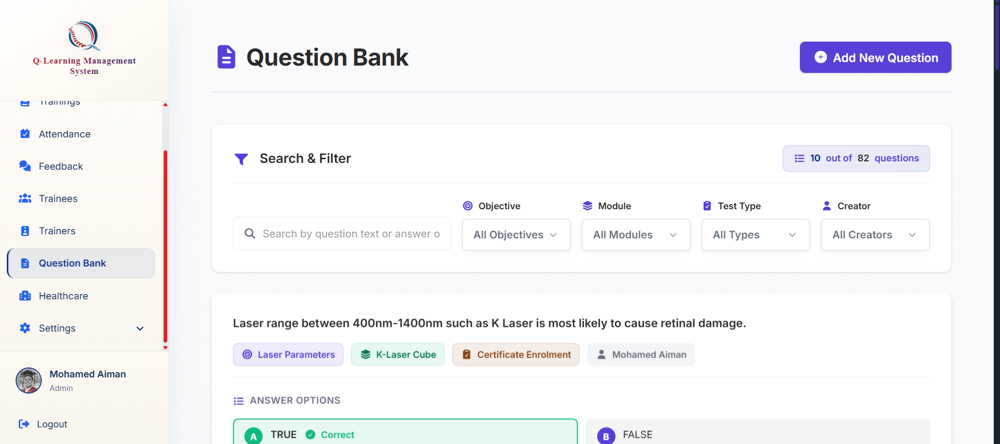 Q-Learning Management
System
Trainings
Attendance
Feedback
Trainees
Trainers
Question Bank
Healthcare
Settings
Mohamed Aiman
Admin
Logout
Question Bank
Add New Question
Search & Filter
10 out of 82 questions
Search by question text or answer o
Objective
All Objectives
Module
All Modules
Test Type
All Types
Creator
All Creators
Laser range between 400nm-1400nm such as K Laser is most likely to cause retinal damage.
Laser Parameters
K-Laser Cube
Certificate Enrolment
Mohamed Aiman
ANSWER OPTIONS
A TRUE Correct
B FALSE